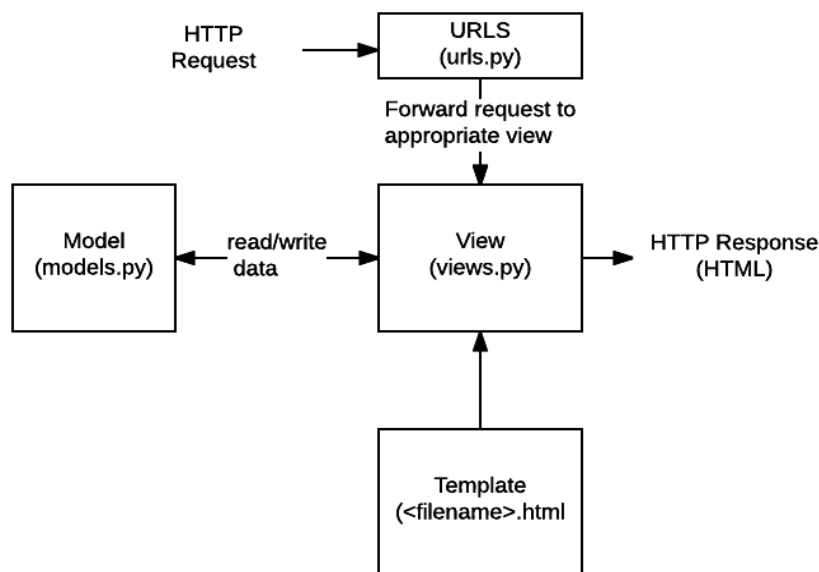 HTTP
Request
URLS
(urls.py)
Forward request to
appropriate view
Model
(models.py)
read/write
data
View
(views.py)
HTTP Response
(HTML)
Template
(<filename>.html